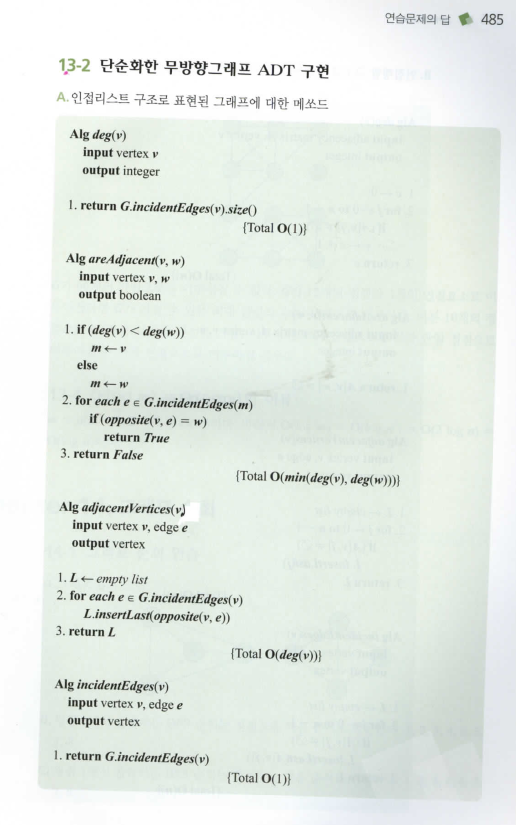 연습문제의 답 485
13-2 단순화한 무방향그래프 ADT 구현
A. 인접리스트 구조로 표현된 그래프에 대한 메쏘드
Alg deg(v)
input vertex v
output integer
1. return G.incidentEdges(v).size()
{Total O(1)}
Alg areAdjacent(v, w)
input vertex v, w
output boolean
1. if (deg(v) < deg(w))
m ← v
else
m ← w
2. for each e ∈ G.incidentEdges(m)
if (opposite(v, e) = w)
return True
3. return False
{Total O(min(deg(v), deg(w)))}
Alg adjacentVertices(v)
input vertex v, edge e
output vertex
1. L ← empty list
2. for each e ∈ G.incidentEdges(v)
L.insertLast(opposite(v, e))
3. return L
{Total O(deg(v))}
Alg incidentEdges(v)
input vertex v, edge e
output vertex
1. return G.incidentEdges(v)
{Total O(1)}